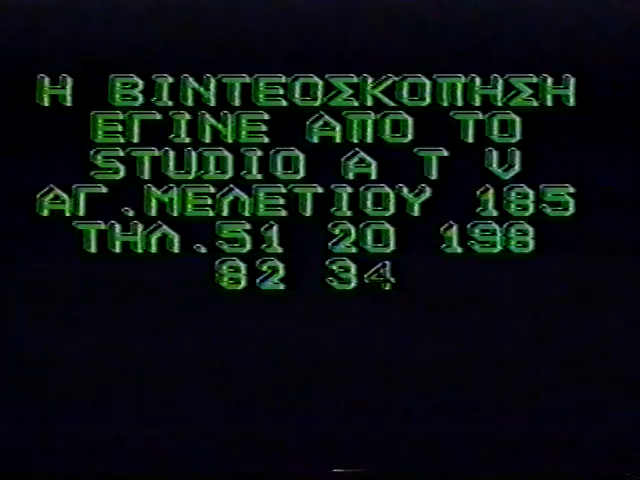 Η ΒΙΝΤΕΟΣΚΟΠΗΣΗ
ΕΓΙΝΕ ΑΠΟ ΤΟ
STUDIO A T V
ΑΓ.ΜΕΛΕΤΙΟΥ 185
ΤΗΛ.51 20 198
82 34